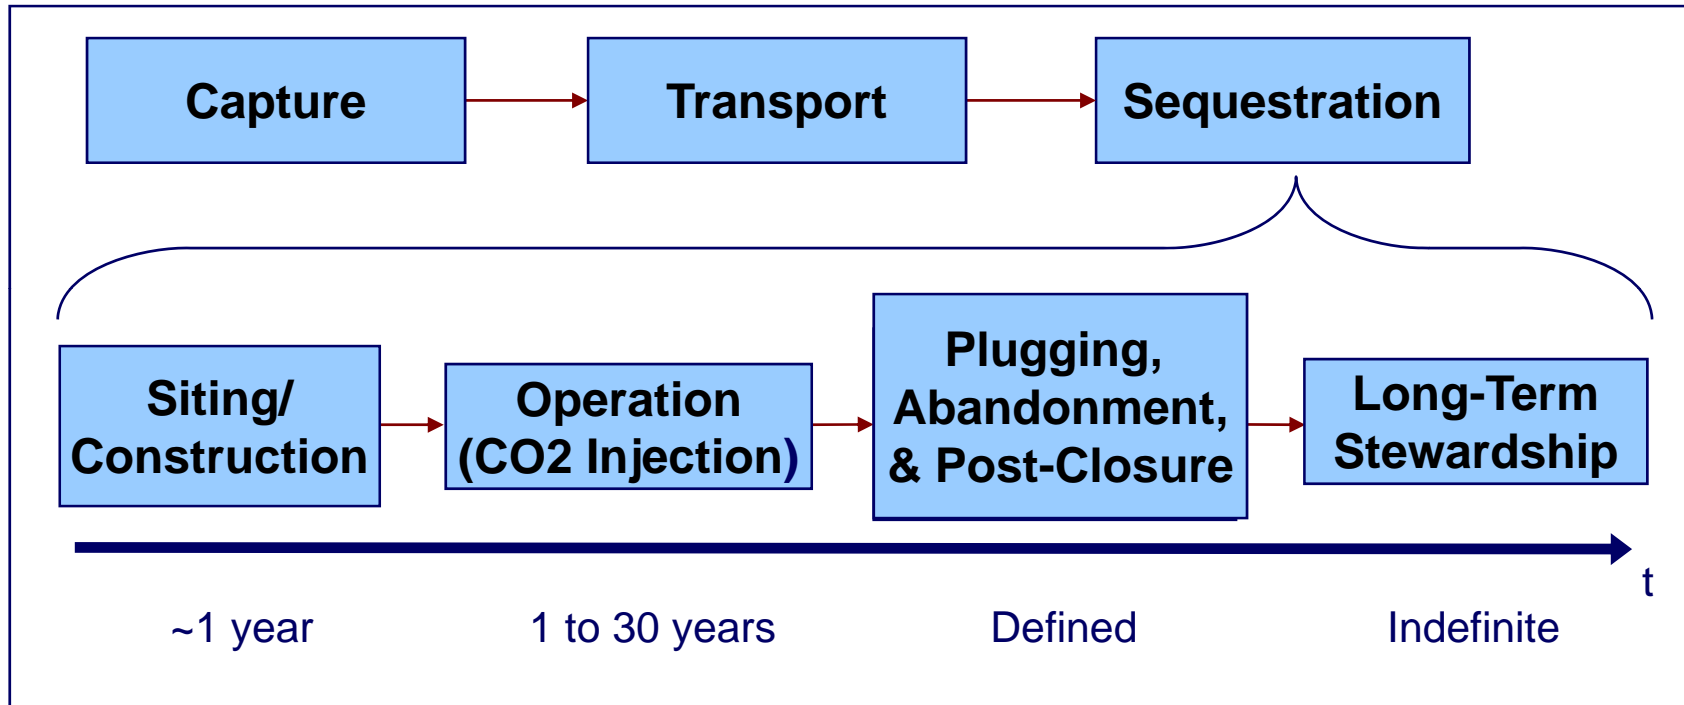 Capture
Transport
Sequestration
Siting/
Construction
Operation
(CO2 Injection)
Plugging,
Abandonment,
& Post-Closure
Long-Term
Stewardship
t
~1 year
1 to 30 years
Defined
Indefinite